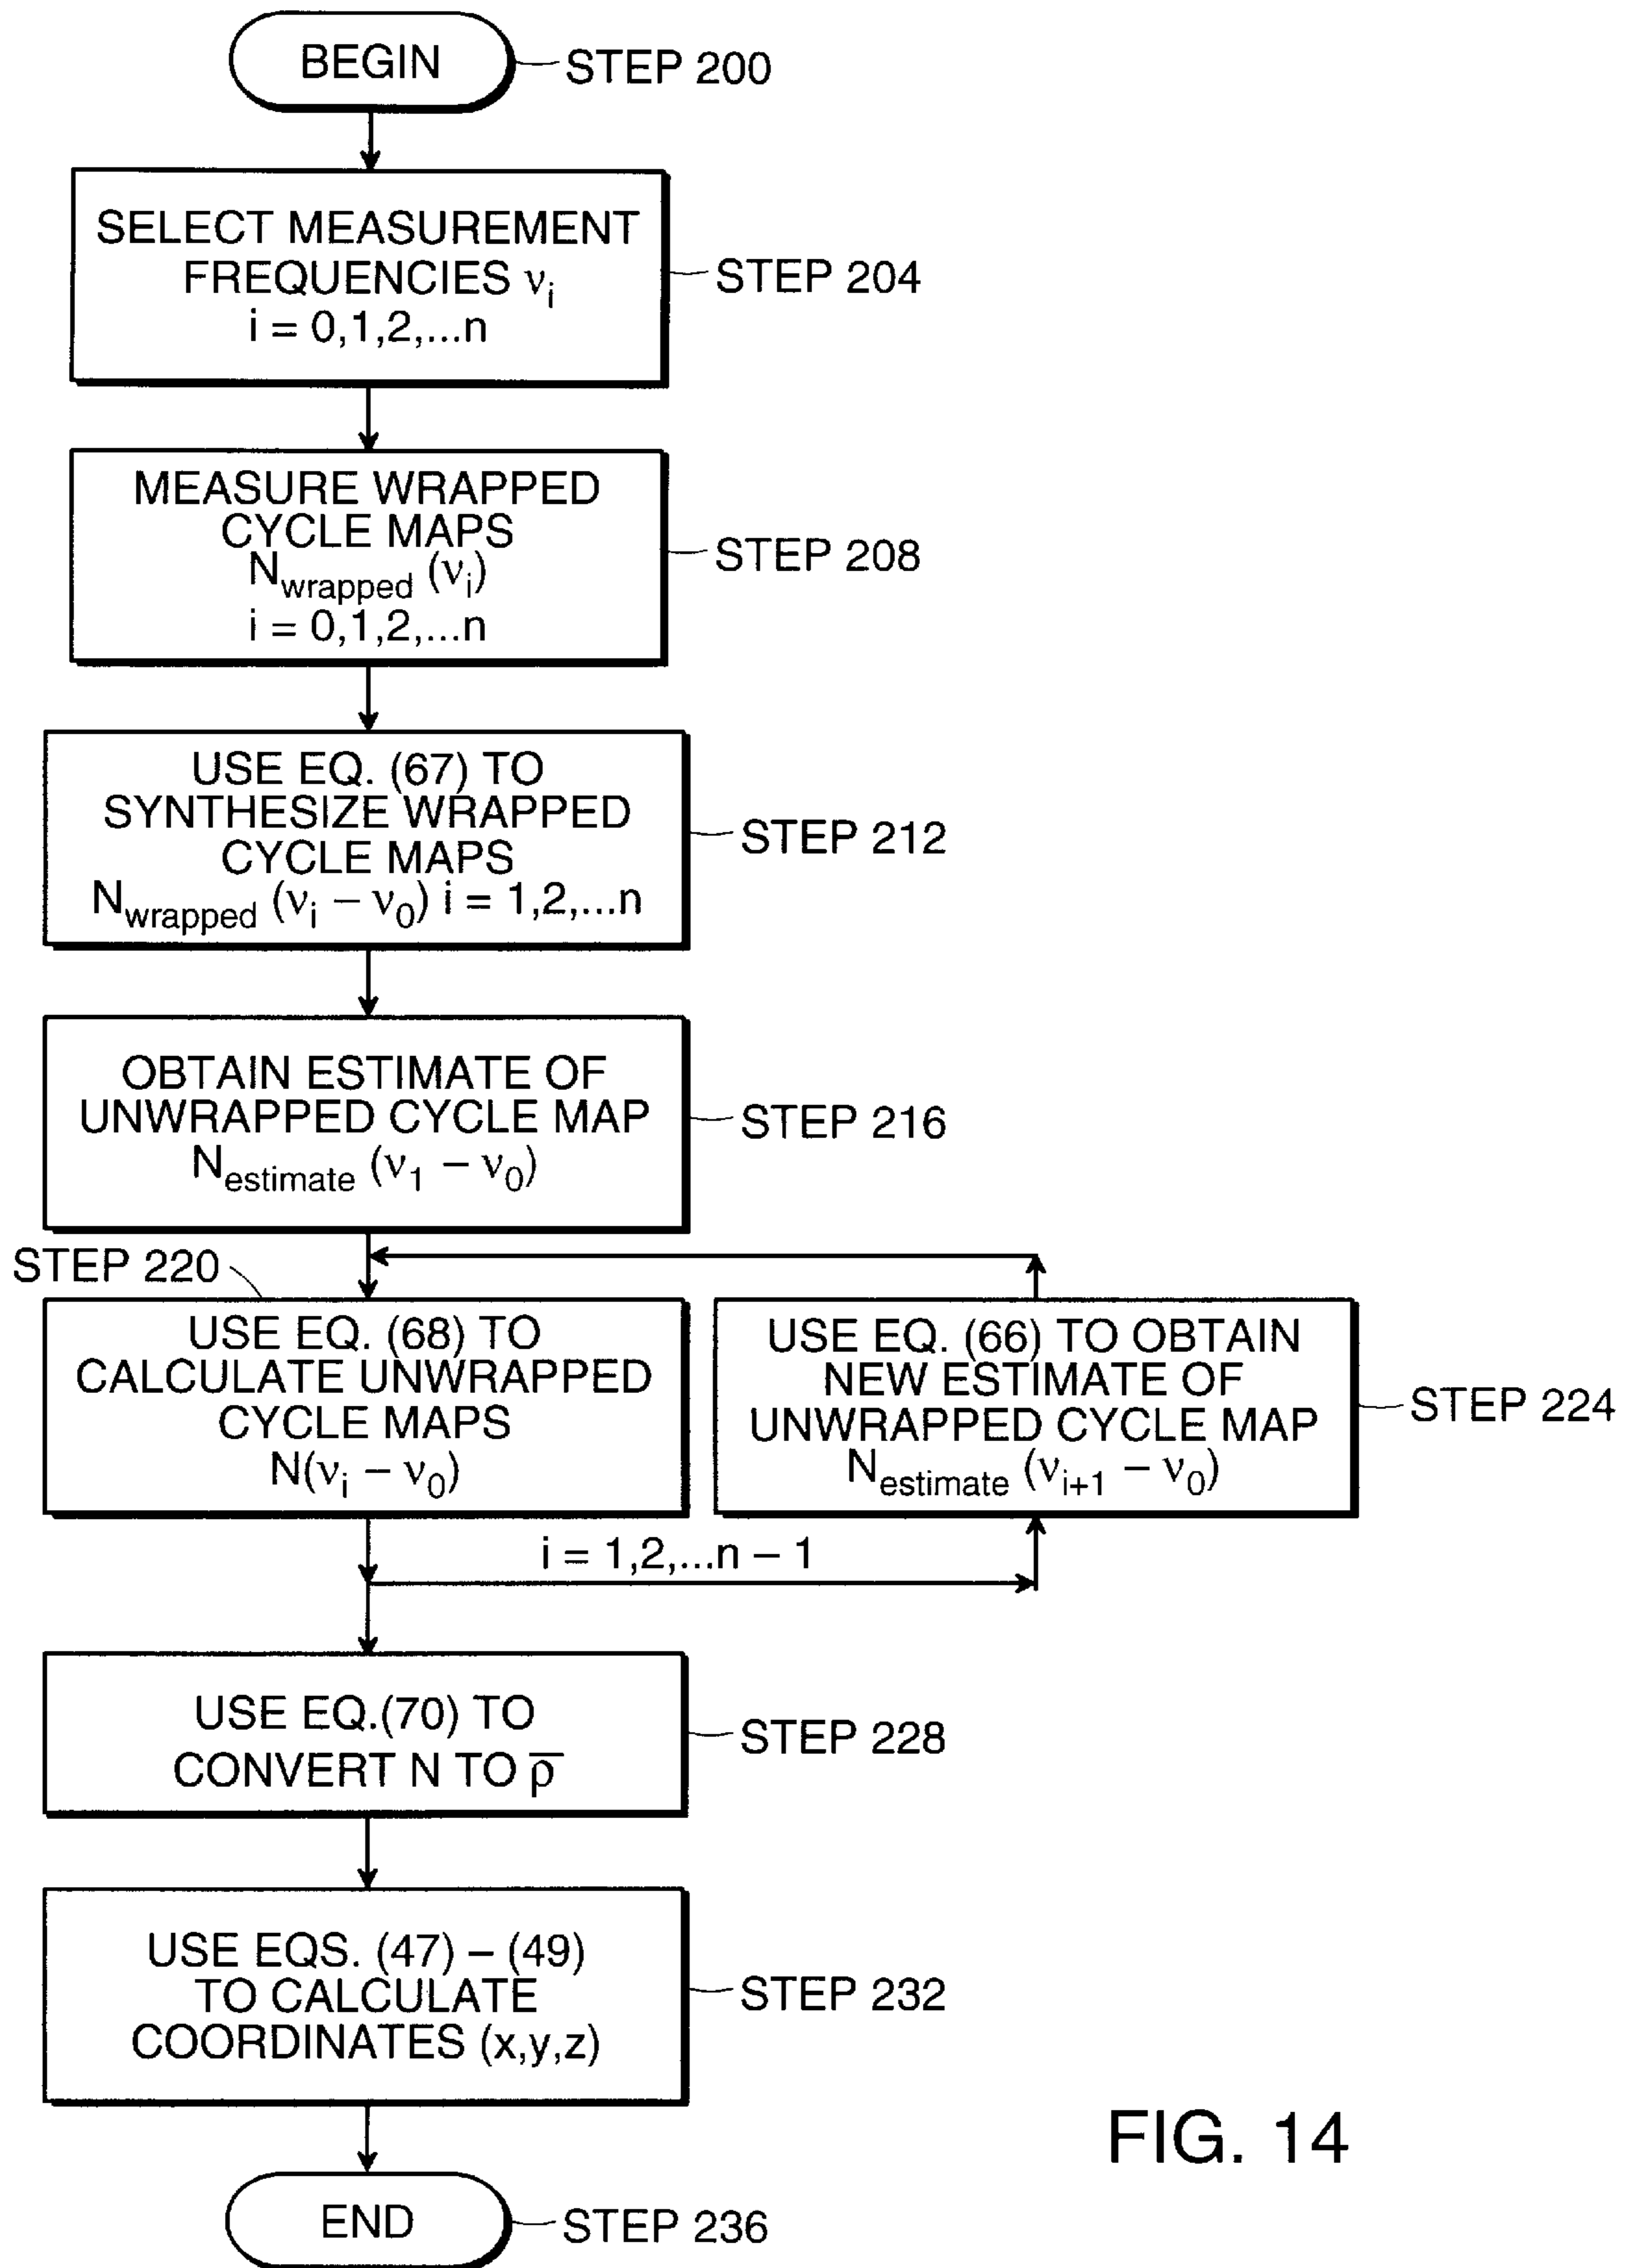 BEGIN
STEP 200
SELECT MEASUREMENT
FREQUENCIES νi
i = 0,1,2,...n
STEP 204
MEASURE WRAPPED
CYCLE MAPS
Nwrapped (νi)
i = 0,1,2,...n
STEP 208
USE EQ. (67) TO
SYNTHESIZE WRAPPED
CYCLE MAPS
Nwrapped (νi – ν0) i = 1,2,...n
STEP 212
OBTAIN ESTIMATE OF
UNWRAPPED CYCLE MAP
Nestimate (ν1 – ν0)
STEP 216
STEP 220
USE EQ. (68) TO
CALCULATE UNWRAPPED
CYCLE MAPS
N(νi – ν0)
USE EQ. (66) TO OBTAIN
NEW ESTIMATE OF
UNWRAPPED CYCLE MAP
Nestimate (νi+1 – ν0)
STEP 224
i = 1,2,...n – 1
USE EQ.(70) TO
CONVERT N TO ρ̅
STEP 228
USE EQS. (47) – (49)
TO CALCULATE
COORDINATES (x,y,z)
STEP 232
END
STEP 236
FIG. 14